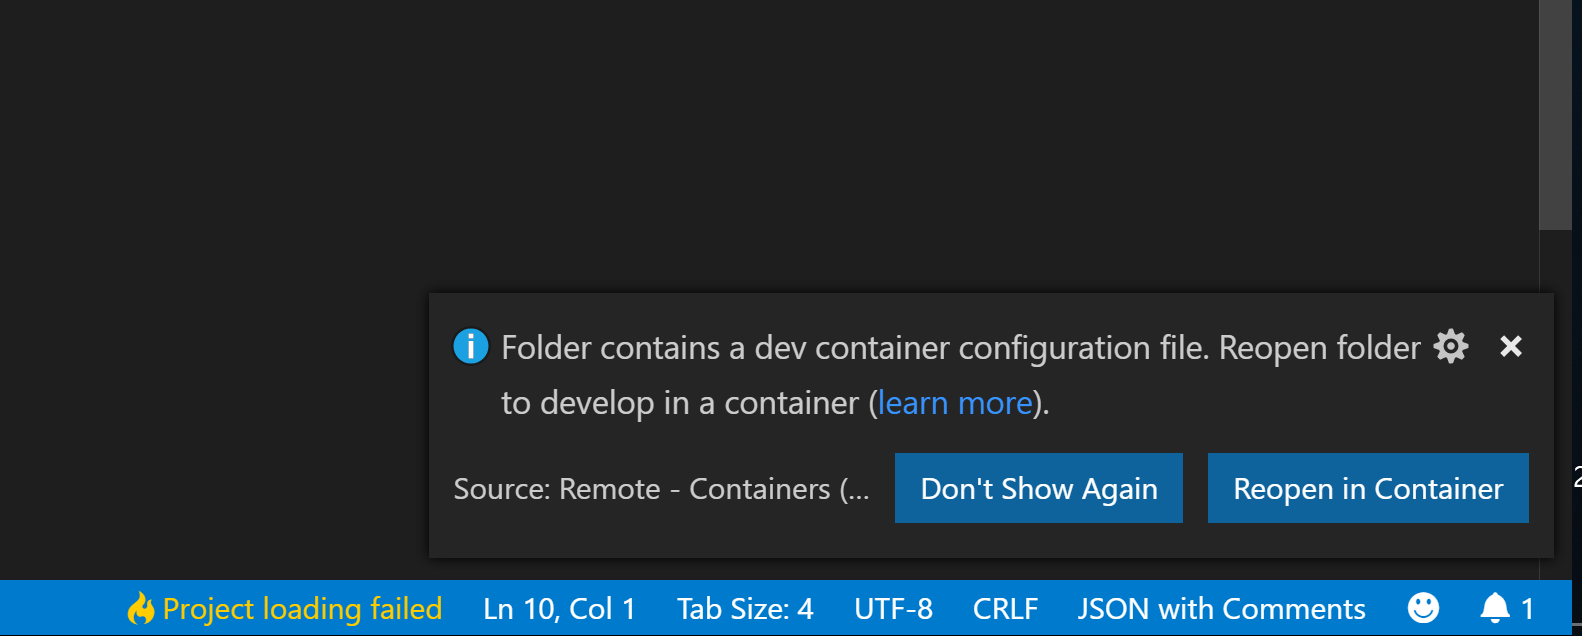 Folder contains a dev container configuration file. Reopen folder
to develop in a container (learn more).
Source: Remote - Containers (...
Don't Show Again
Reopen in Container
Project loading failed
Ln 10, Col 1
Tab Size: 4
UTF-8
CRLF
JSON with Comments
1